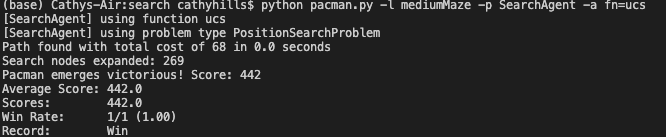 (base) Cathys-Air:search cathyhills$ python pacman.py -l mediumMaze -p SearchAgent -a fn=ucs
[SearchAgent] using function ucs
[SearchAgent] using problem type PositionSearchProblem
Path found with total cost of 68 in 0.0 seconds
Search nodes expanded: 269
Pacman emerges victorious! Score: 442
Average Score: 442.0
Scores:        442.0
Win Rate:      1/1 (1.00)
Record:        Win